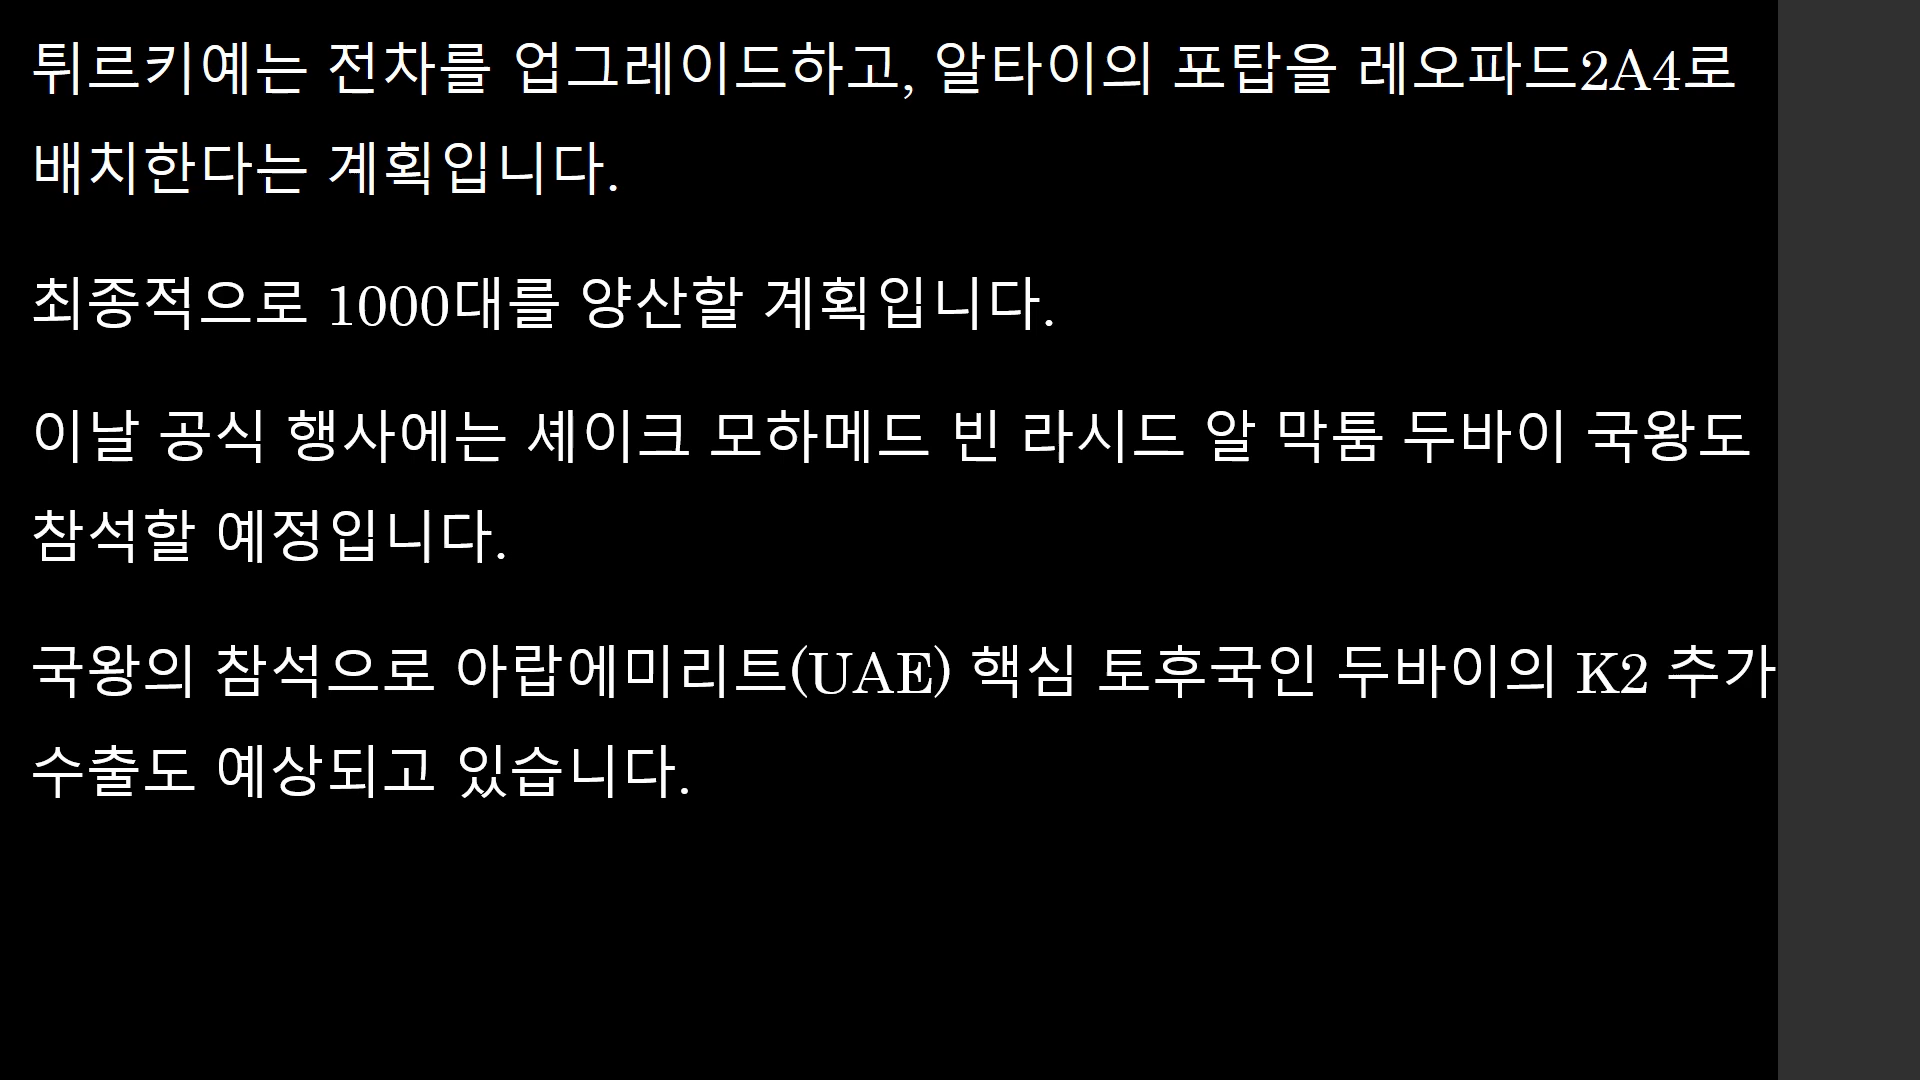 튀르키예는 전차를 업그레이드하고, 알타이의 포탑을 레오파드2A4로
배치한다는 계획입니다.
최종적으로 1000대를 양산할 계획입니다.
이날 공식 행사에는 셰이크 모하메드 빈 라시드 알 막툼 두바이 국왕도
참석할 예정입니다.
국왕의 참석으로 아랍에미리트(UAE) 핵심 토후국인 두바이의 K2 추가
수출도 예상되고 있습니다.